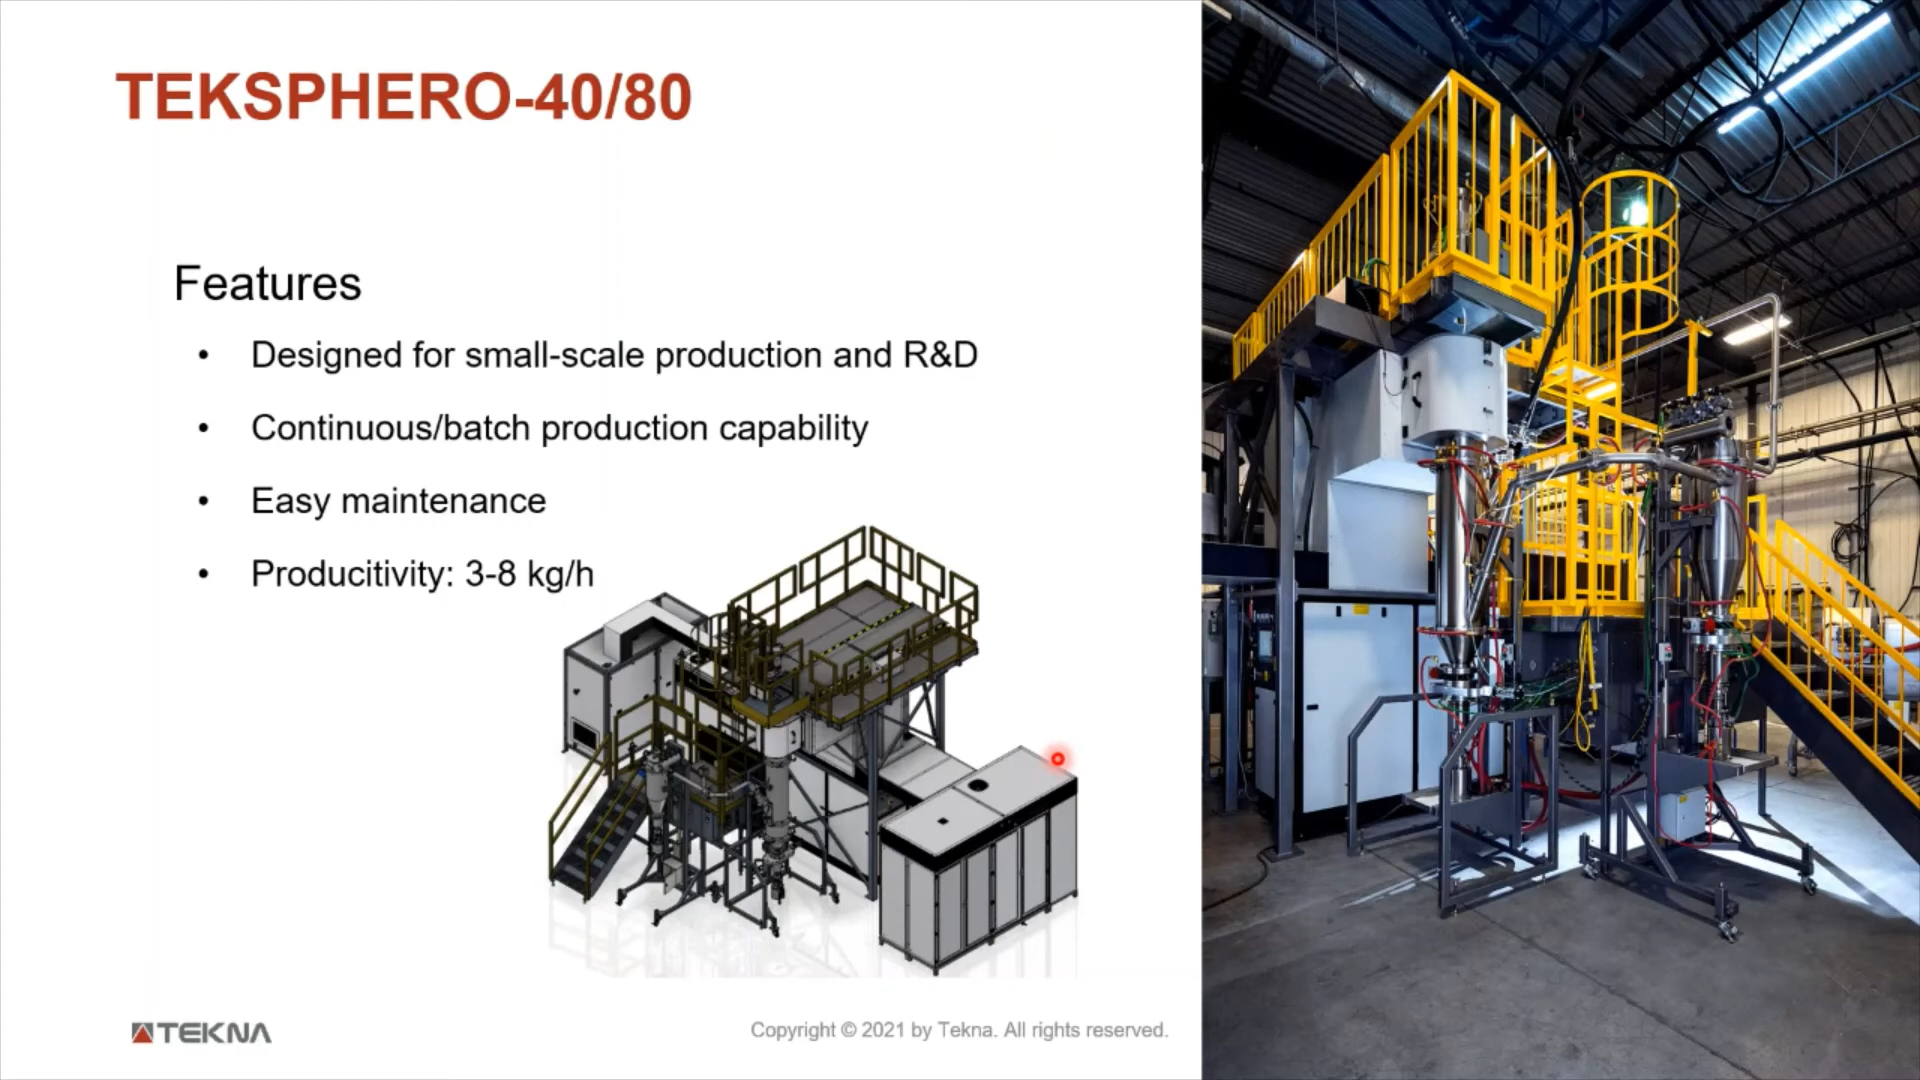 TEKSPHERO-40/80
Features
• Designed for small-scale production and R&D
• Continuous/batch production capability
• Easy maintenance
• Producitivity: 3-8 kg/h
TEKNA
Copyright © 2021 by Tekna. All rights reserved.